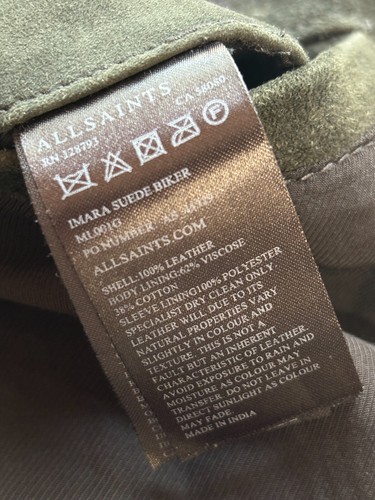 ALLSAINTS
RN 128793 CA 58080
IMARA SUEDE BIKER
ML001G
PO NUMBER
ALLSAINTS.COM
SHELL:100% LEATHER
BODY LINING:62% VISCOSE
38% COTTON
SLEEVE LINING100% POLYESTER
SPECIALIST DRY CLEAN ONLY
LEATHER WILL DUE TO ITS
NATURAL PROPERTIES VARY
SLIGHTLY IN COLOUR AND
TEXTURE. THIS IS NOT A
FAULT BUT AN INHERENT
CHARACTERISTIC OF LEATHER.
AVOID EXPOSURE TO RAIN AND
MOISTURE AS COLOUR MAY
TRANSFER. DO NOT LEAVE IN
DIRECT SUNLIGHT AS COLOUR
MAY FADE.
MADE IN INDIA